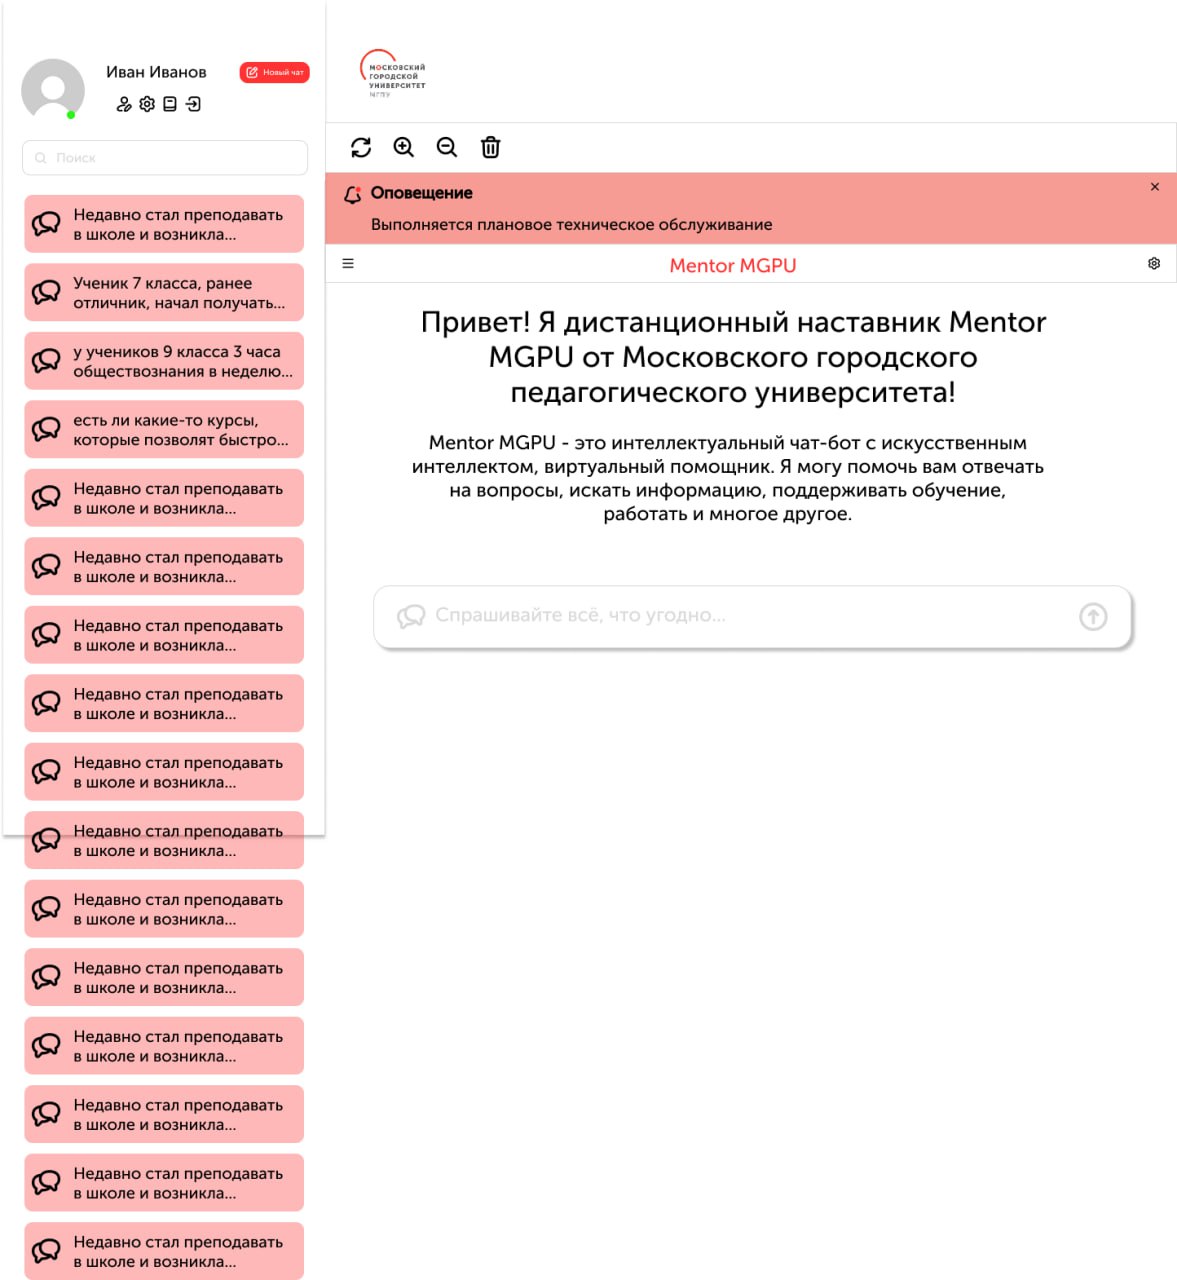 Иван Иванов
Новый чат
Поиск
Недавно стал преподавать
в школе и возникла...
Ученик 7 класса, ранее
отличник, начал получать...
у учеников 9 класса 3 часа
обществознания в неделю...
есть ли какие-то курсы,
которые позволят быстро...
Недавно стал преподавать
в школе и возникла...
Недавно стал преподавать
в школе и возникла...
Недавно стал преподавать
в школе и возникла...
Недавно стал преподавать
в школе и возникла...
Недавно стал преподавать
в школе и возникла...
Недавно стал преподавать
в школе и возникла...
Недавно стал преподавать
в школе и возникла...
Недавно стал преподавать
в школе и возникла...
Недавно стал преподавать
в школе и возникла...
Недавно стал преподавать
в школе и возникла...
Недавно стал преподавать
в школе и возникла...
Недавно стал преподавать
в школе и возникла...
МОСКОВСКИЙ
ГОРОДСКОЙ
УНИВЕРСИТЕТ
МГПУ
Оповещение
Выполняется плановое техническое обслуживание
Mentor MGPU
Привет! Я дистанционный наставник Mentor
MGPU от Московского городского
педагогического университета!
Mentor MGPU - это интеллектуальный чат-бот с искусственным
интеллектом, виртуальный помощник. Я могу помочь вам отвечать
на вопросы, искать информацию, поддерживать обучение,
работать и многое другое.
Спрашивайте всё, что угодно...